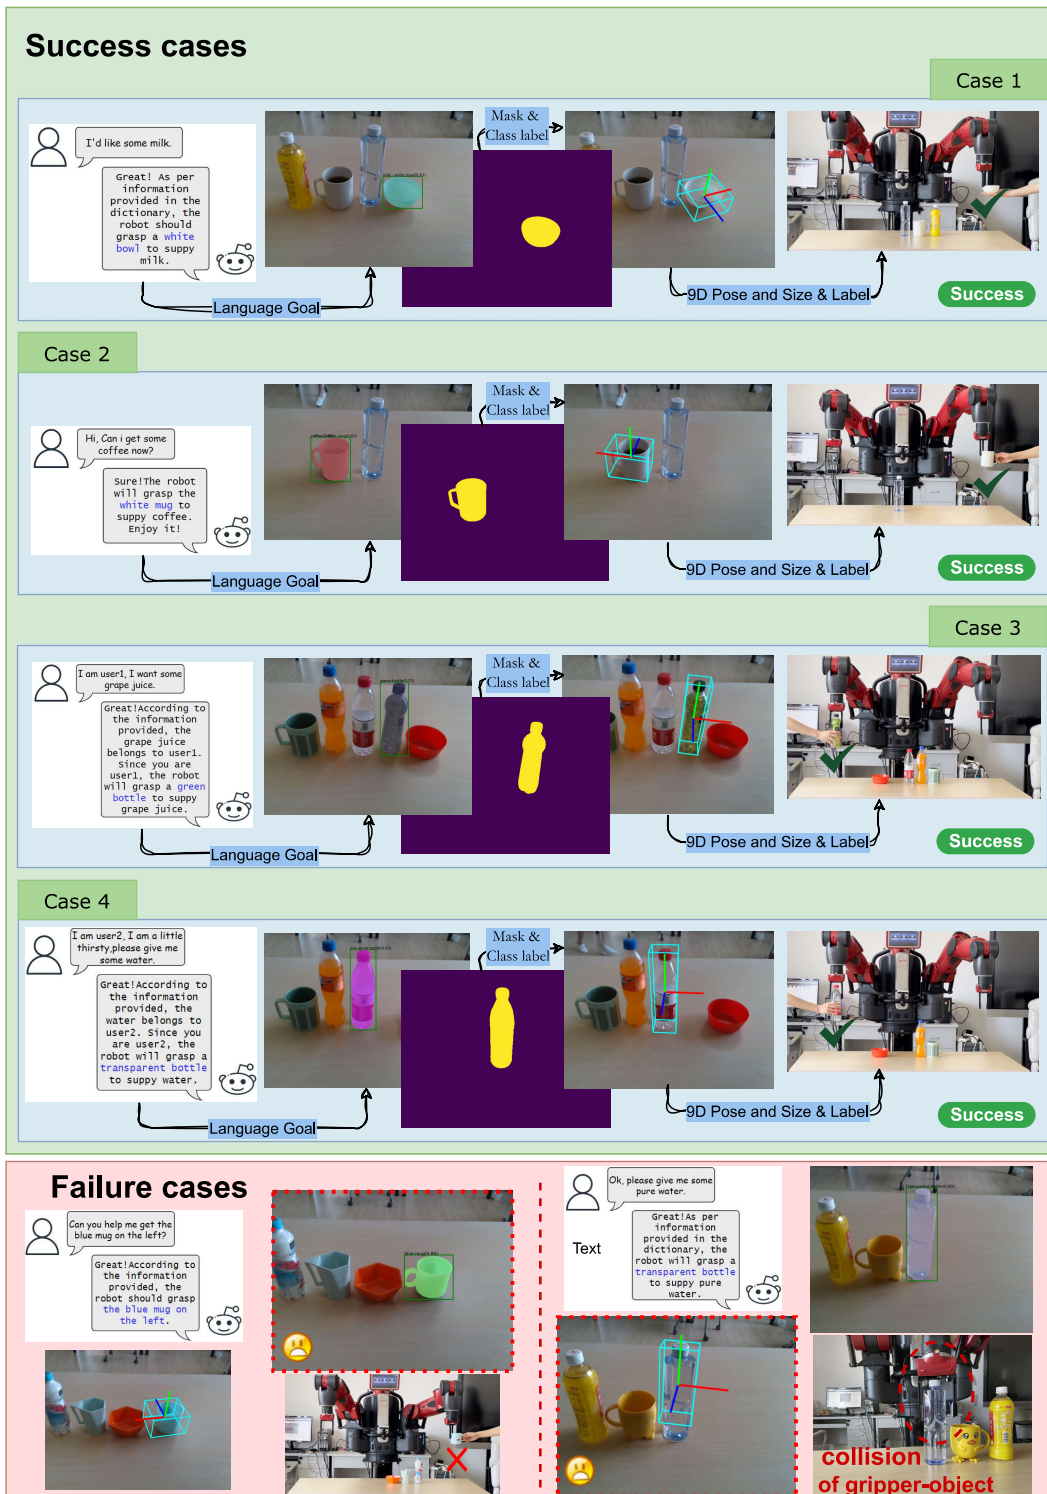 Success cases
Case 1
I'd like some milk.
Great! As per
information
provided in the
dictionary, the
robot should
grasp a white
bowl to suppy
milk.
Language Goal
Mask &
Class label
9D Pose and Size & Label
Success
Case 2
Hi, Can i get some
coffee now?
Sure!The robot
will grasp the
white mug to
suppy coffee.
Enjoy it!
Language Goal
Mask &
Class label
9D Pose and Size & Label
Success
Case 3
I am user1, I want some
grape juice.
Great!According to
the information
provided, the
grape juice
belongs to user1.
Since you are
user1, the robot
will grasp a green
bottle to suppy
grape juice.
Language Goal
Mask &
Class label
9D Pose and Size & Label
Success
Case 4
I am user2, I am a little
thirsty,please give me
some water.
Great!According to
the information
provided, the
water belongs to
user2. Since you
are user2, the
robot will grasp a
transparent bottle
to suppy water.
Language Goal
Mask &
Class label
9D Pose and Size & Label
Success
Failure cases
Can you help me get the
blue mug on the left?
Great!According to
the information
provided, the
robot should grasp
the blue mug on
the left.
Ok, please give me some
pure water.
Text
Great!As per
information
provided in the
dictionary, the
robot will grasp a
transparent bottle
to suppy pure
water.
collision
of gripper-object